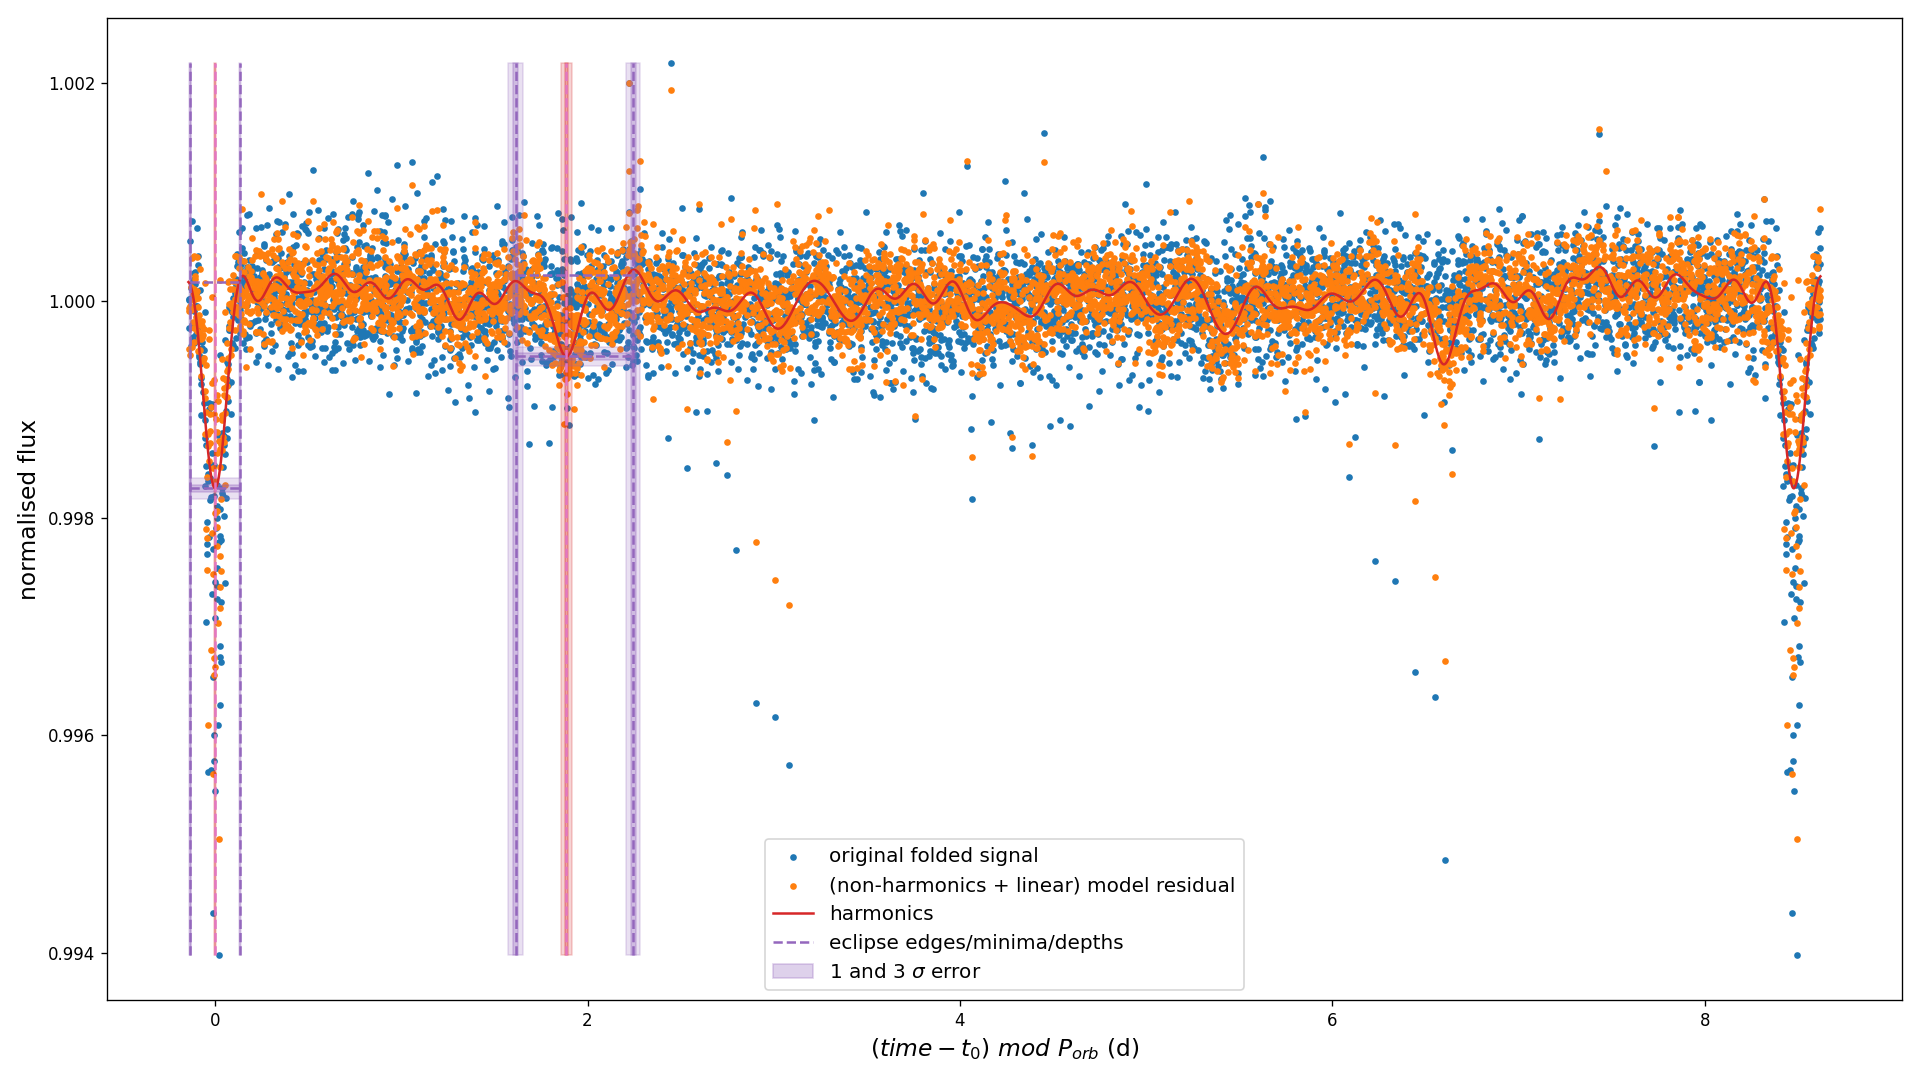 normalised flux
1.002
1.000
0.998
0.996
0.994
original folded signal
(non-harmonics + linear) model residual
harmonics
eclipse edges/minima/depths
1 and 3 σ error
0 2 4 6 8
(time − t₀) mod P_orb (d)